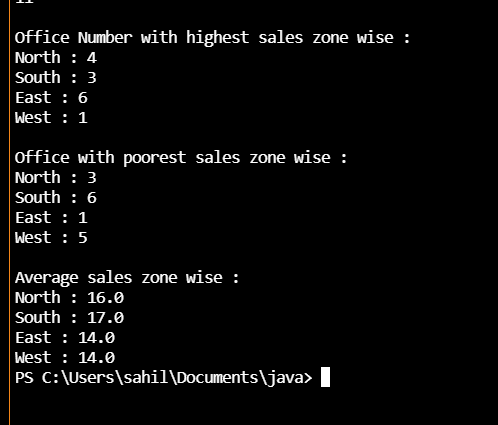 Office Number with highest sales zone wise :
North : 4
South : 3
East : 6
West : 1
Office with poorest sales zone wise :
North : 3
South : 6
East : 1
West : 5
Average sales zone wise :
North : 16.0
South : 17.0
East : 14.0
West : 14.0
PS C:\Users\sahil\Documents\java>